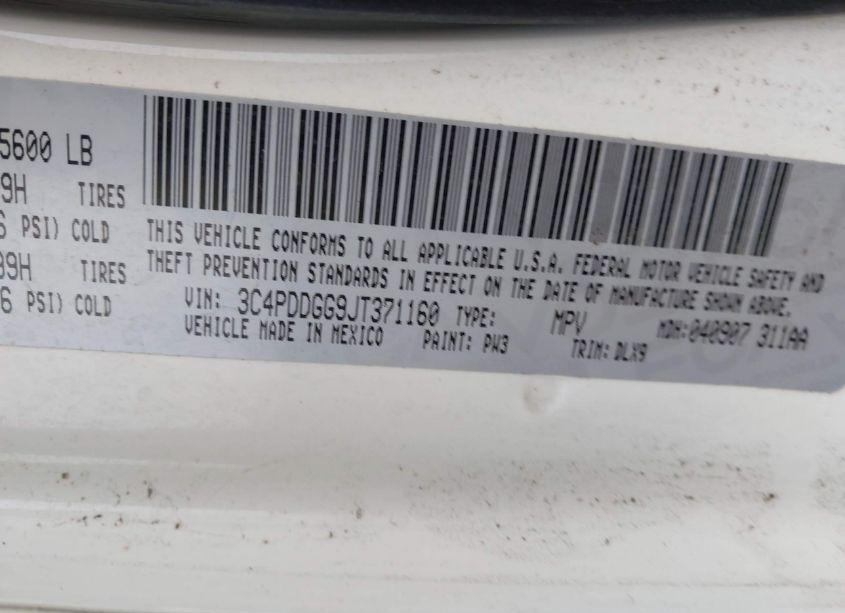 5600 LB
9H TIRES
6 PSI) COLD
99H TIRES
6 PSI) COLD
THIS VEHICLE CONFORMS TO ALL APPLICABLE U.S.A. FEDERAL MOTOR VEHICLE SAFETY AND
THEFT PREVENTION STANDARDS IN EFFECT ON THE DATE OF MANUFACTURE SHOWN ABOVE.
VIN: 3C4PDDGG9JT371160 TYPE: MPV MDH:040907 311AA
VEHICLE MADE IN MEXICO PAINT: PW3 TRIM:DLX9